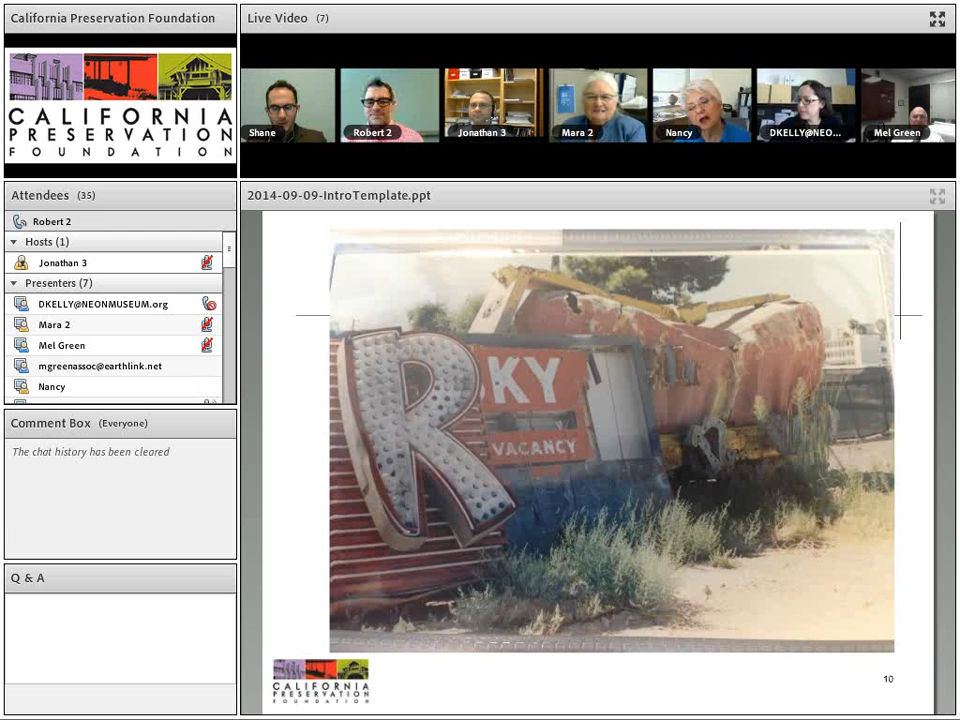 California Preservation Foundation
CALIFORNIA
PRESERVATION
FOUNDATION
Live Video (7)
Shane
Robert 2
Jonathan 3
Mara 2
Nancy
DKELLY@NEO...
Mel Green
Attendees (35)
Robert 2
Hosts (1)
Jonathan 3
Presenters (7)
DKELLY@NEONMUSEUM.org
Mara 2
Mel Green
mgreenassoc@earthlink.net
Nancy
Comment Box (Everyone)
The chat history has been cleared
Q & A
2014-09-09-IntroTemplate.ppt
R
KY
VACANCY
CALIFORNIA
PRESERVATION
FOUNDATION
10